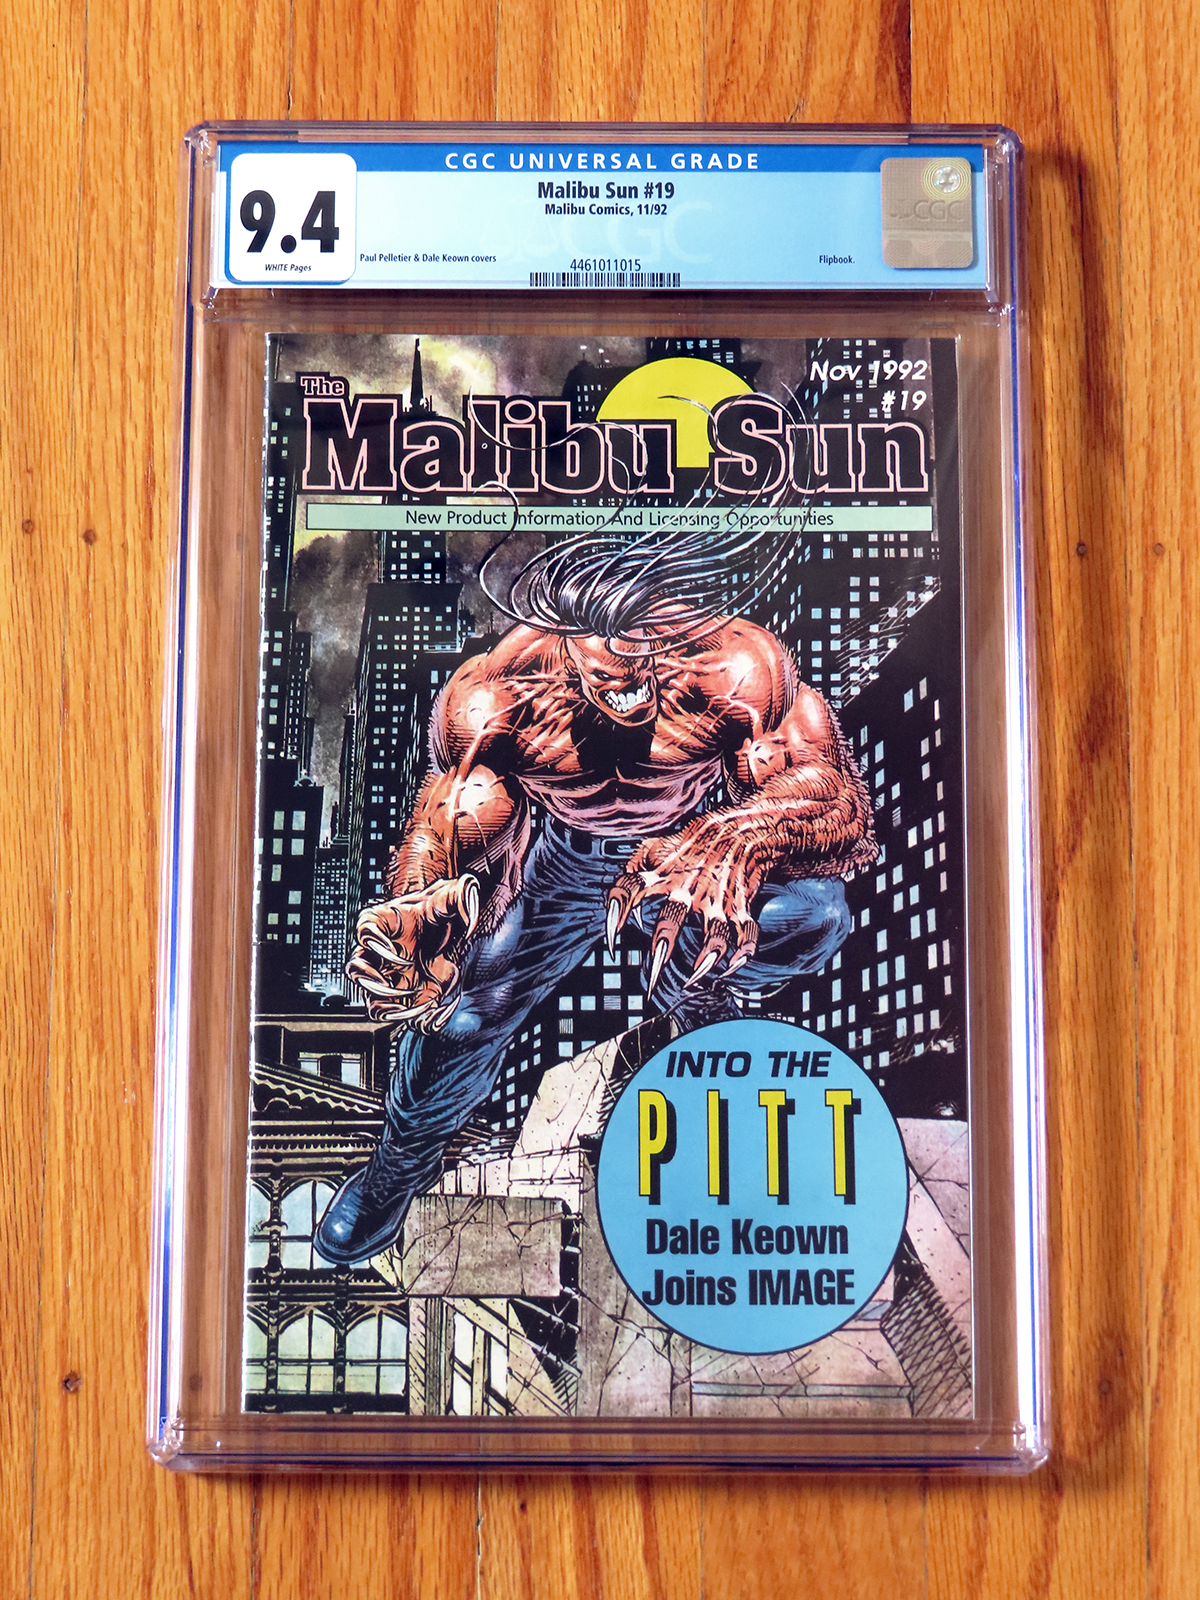 CGC UNIVERSAL GRADE
9.4
WHITE Pages
Malibu Sun #19
Malibu Comics, 11/92
Paul Pelletier & Dale Keown covers
Flipbook.
4461011015
CGC
CGC
Nov 1992
#19
The
Malibu Sun
New Product Information And Licensing Opportunities
INTO THE
PITT
Dale Keown
Joins IMAGE